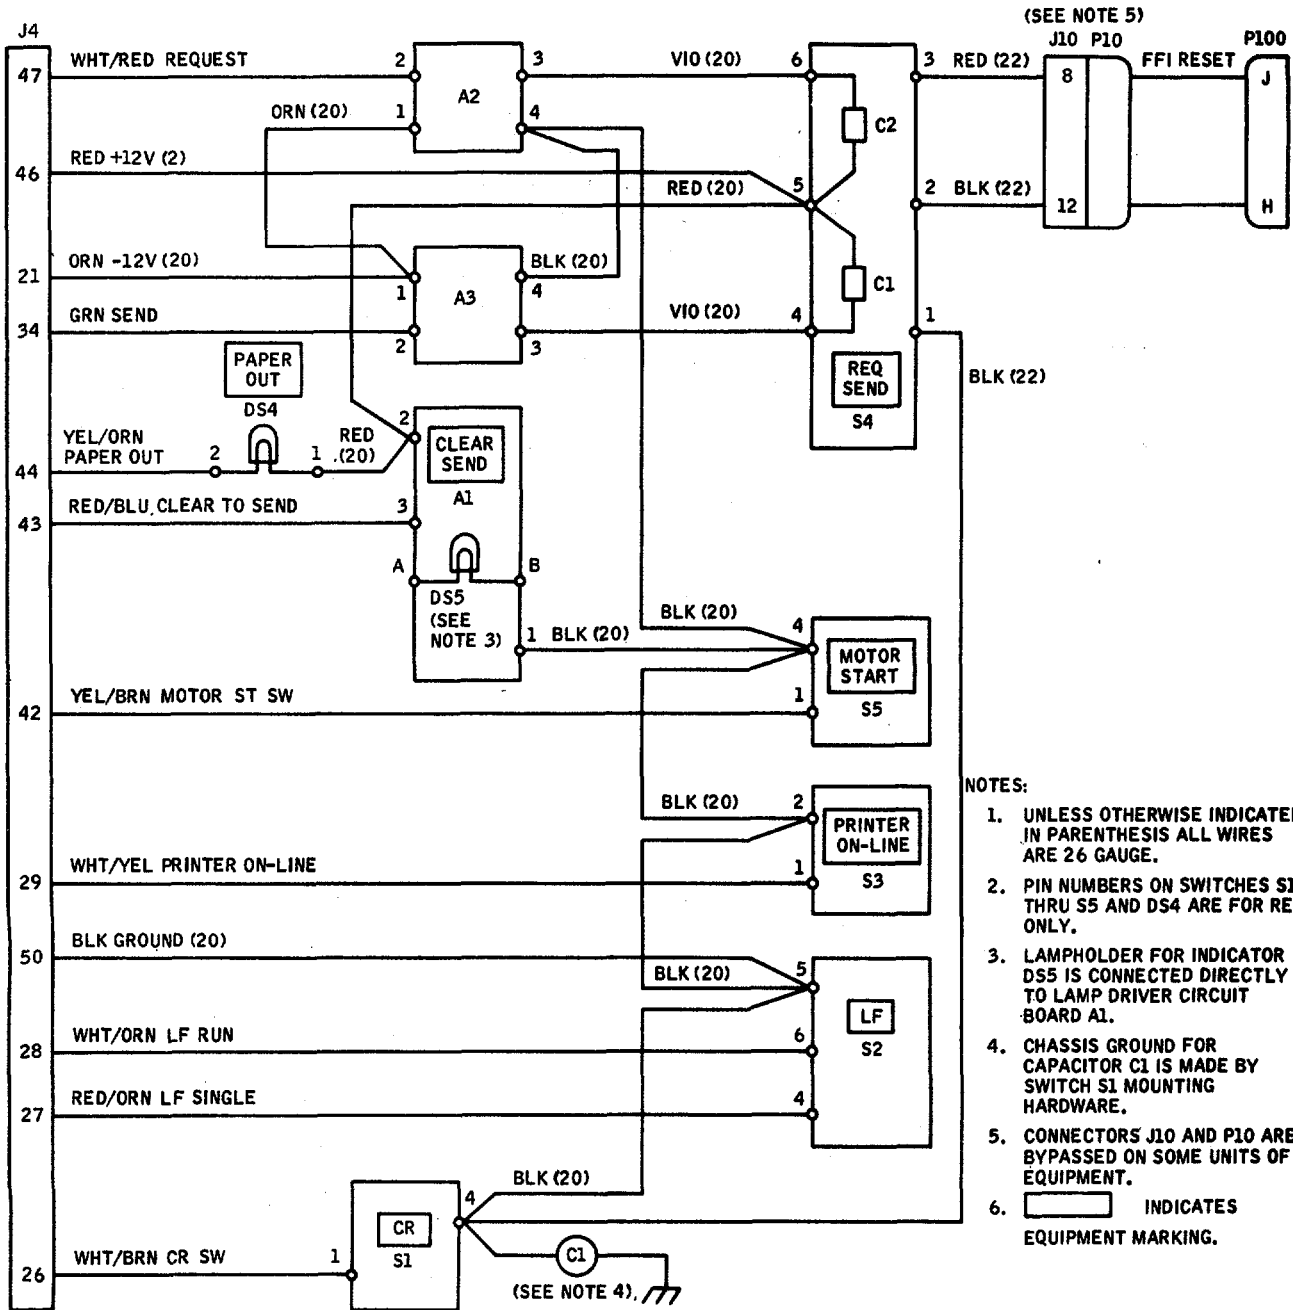 (SEE NOTE 5)
J4
J10 P10
P100
47
WHT/RED REQUEST
2
3
VIO (20)
6
3
RED (22)
8
FFI RESET
J
A2
C2
ORN (20)
1
4
RED +12V (2)
46
5
RED (20)
2
BLK (22)
12
H
ORN -12V (20)
21
1
BLK (20)
4
C1
A3
GRN SEND
34
2
3
VIO (20)
4
1
PAPER
OUT
DS4
REQ
SEND
S4
BLK (22)
YEL/ORN
PAPER OUT
44
2
1
RED
(20)
2
CLEAR
SEND
A1
RED/BLU CLEAR TO SEND
43
3
A
B
DS5
(SEE
NOTE 3)
1
BLK (20)
BLK (20)
4
MOTOR
START
S5
YEL/BRN MOTOR ST SW
42
1
BLK (20)
2
PRINTER
ON-LINE
S3
WHT/YEL PRINTER ON-LINE
29
1
BLK GROUND (20)
50
BLK (20)
5
LF
S2
WHT/ORN LF RUN
28
6
RED/ORN LF SINGLE
27
4
BLK (20)
4
CR
S1
WHT/BRN CR SW
26
1
C1
(SEE NOTE 4)
NOTES:
1. UNLESS OTHERWISE INDICATE
IN PARENTHESIS ALL WIRES
ARE 26 GAUGE.
2. PIN NUMBERS ON SWITCHES S1
THRU S5 AND DS4 ARE FOR RE
ONLY.
3. LAMPHOLDER FOR INDICATOR
DS5 IS CONNECTED DIRECTLY
TO LAMP DRIVER CIRCUIT
BOARD A1.
4. CHASSIS GROUND FOR
CAPACITOR C1 IS MADE BY
SWITCH S1 MOUNTING
HARDWARE.
5. CONNECTORS J10 AND P10 ARE
BYPASSED ON SOME UNITS OF
EQUIPMENT.
6. INDICATES
EQUIPMENT MARKING.